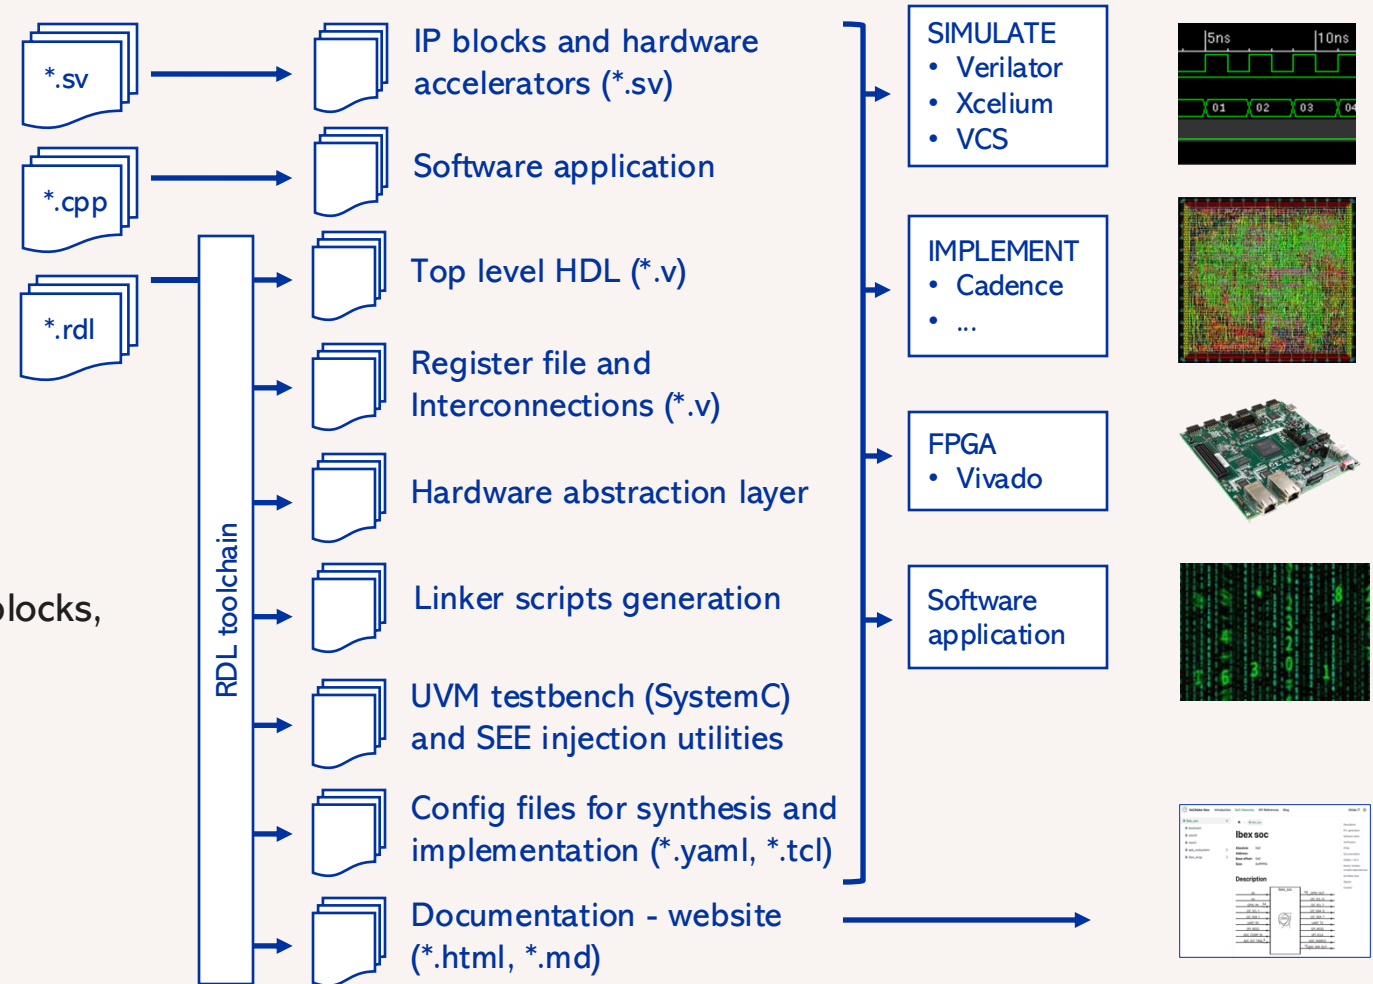 *.sv
*.cpp
*.rdl
RDL toolchain
blocks,
IP blocks and hardware
accelerators (*.sv)
Software application
Top level HDL (*.v)
Register file and
Interconnections (*.v)
Hardware abstraction layer
Linker scripts generation
UVM testbench (SystemC)
and SEE injection utilities
Config files for synthesis and
implementation (*.yaml, *.tcl)
Documentation - website
(*.html, *.md)
SIMULATE
• Verilator
• Xcelium
• VCS
IMPLEMENT
• Cadence
• ...
FPGA
• Vivado
Software
application
5ns 10ns
01 02 03 04
Ibex soc
Description